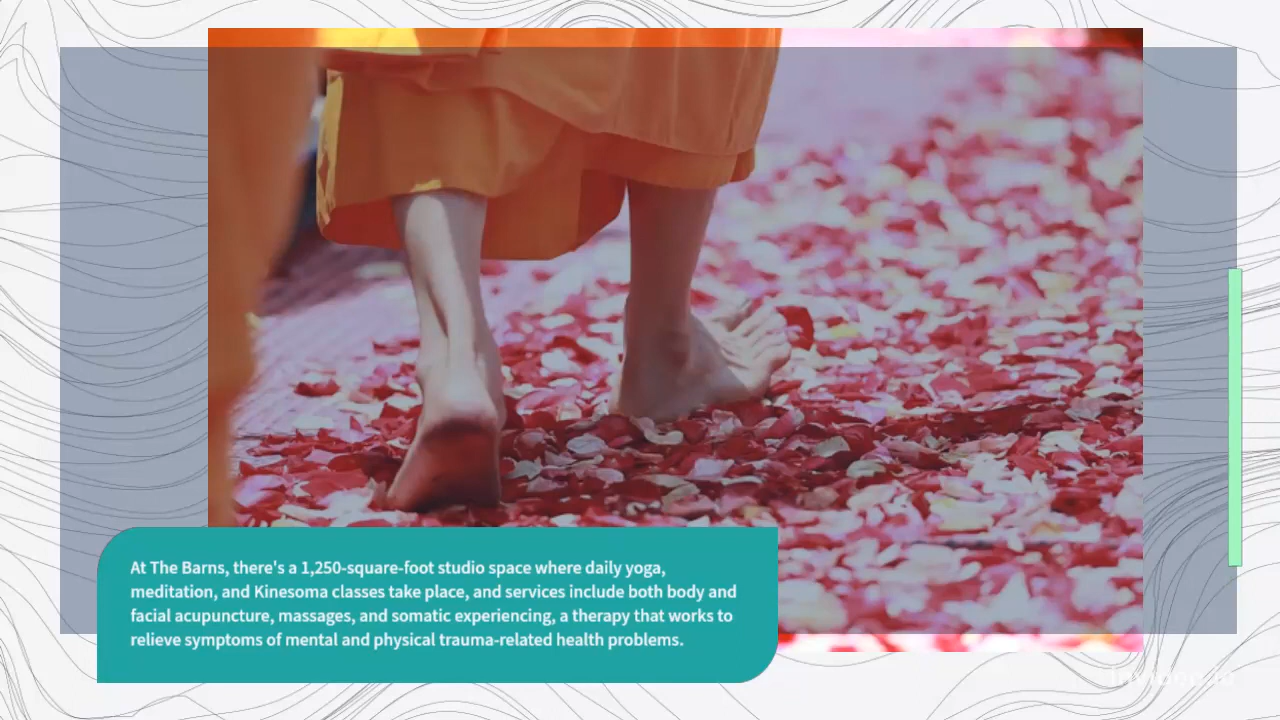 At The Barns, there's a 1,250-square-foot studio space where daily yoga,
meditation, and Kinesoma classes take place, and services include both body and
facial acupuncture, massages, and somatic experiencing, a therapy that works to
relieve symptoms of mental and physical trauma-related health problems.